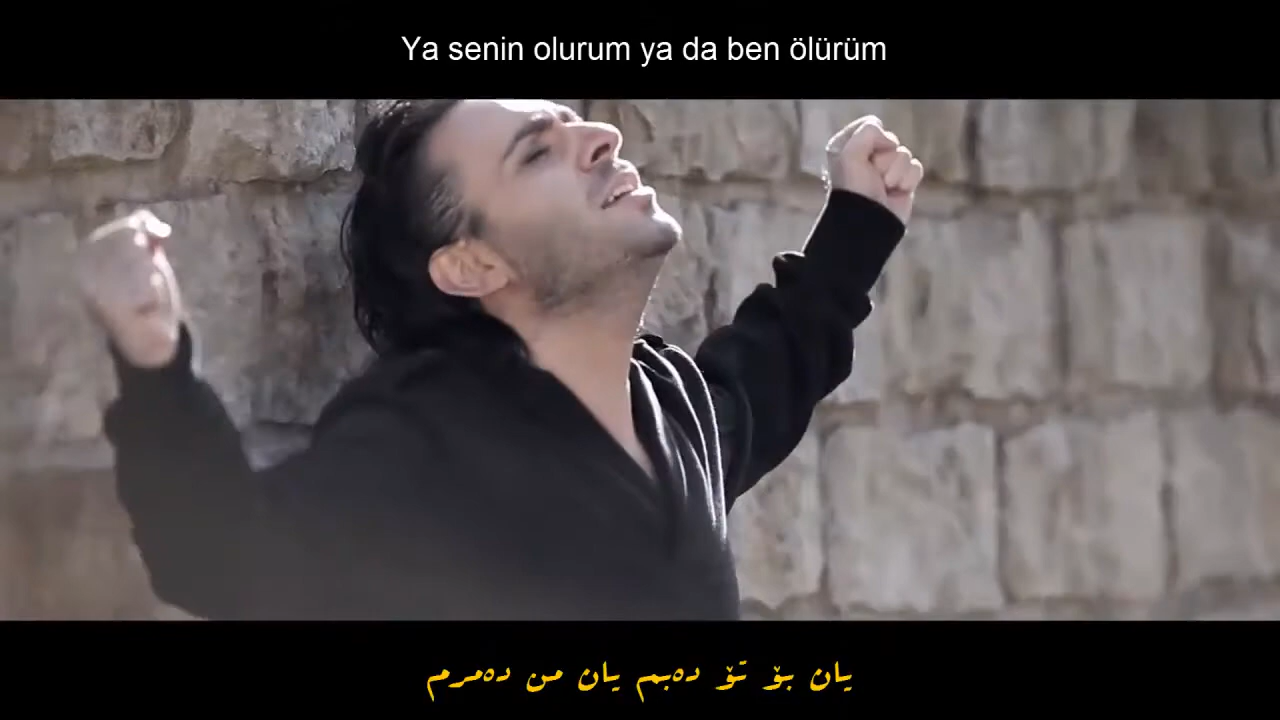 Ya senin olurum ya da ben ölürüm
یان بۆ تۆ دەبم یان من دەمرم